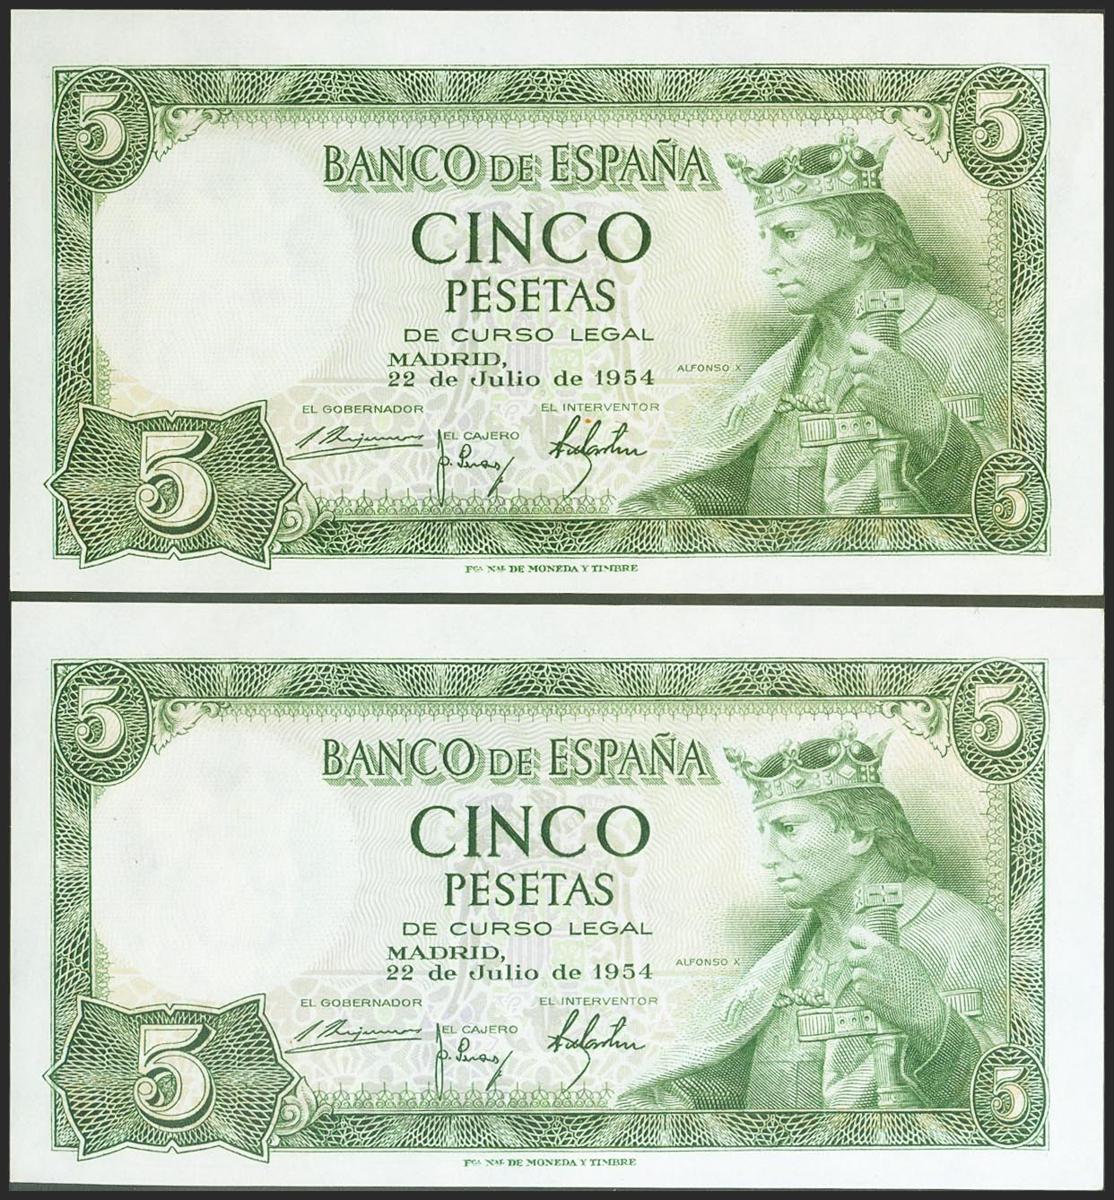 5 5
BANCO DE ESPAÑA
CINCO
PESETAS
DE CURSO LEGAL
MADRID,
22 de Julio de 1954
ALFONSO X
EL GOBERNADOR EL INTERVENTOR
EL CAJERO
5 5
FCA NAL DE MONEDA Y TIMBRE
5 5
BANCO DE ESPAÑA
CINCO
PESETAS
DE CURSO LEGAL
MADRID,
22 de Julio de 1954
ALFONSO X
EL GOBERNADOR EL INTERVENTOR
EL CAJERO
5 5
FCA NAL DE MONEDA Y TIMBRE